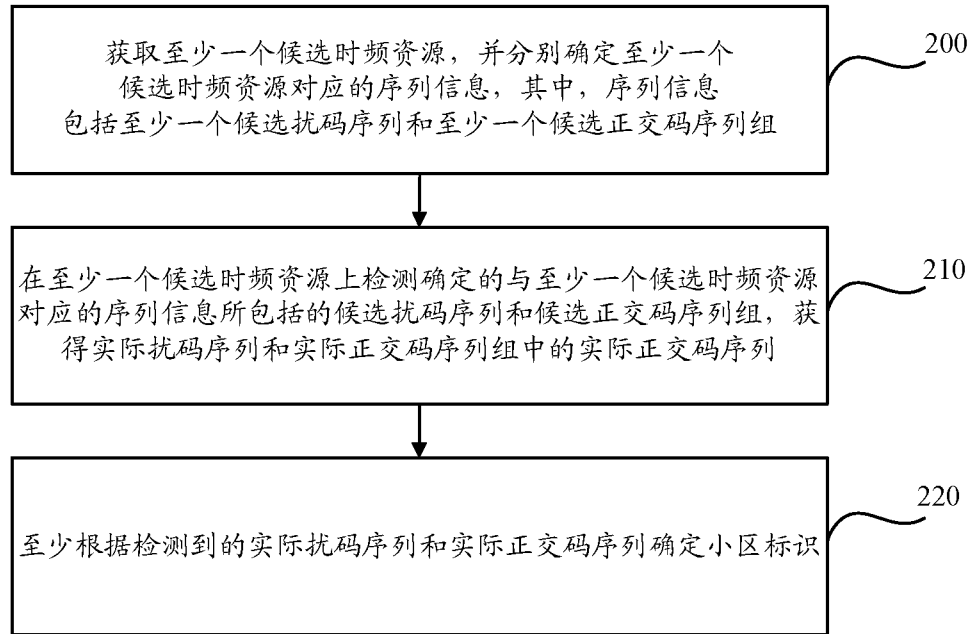 获取至少一个候选时频资源，并分别确定至少一个
候选时频资源对应的序列信息，其中，序列信息
包括至少一个候选扰码序列和至少一个候选正交码序列组
200
在至少一个候选时频资源上检测确定的与至少一个候选时频资源
对应的序列信息所包括的候选扰码序列和候选正交码序列组，获
得实际扰码序列和实际正交码序列组中的实际正交码序列
210
至少根据检测到的实际扰码序列和实际正交码序列确定小区标识
220